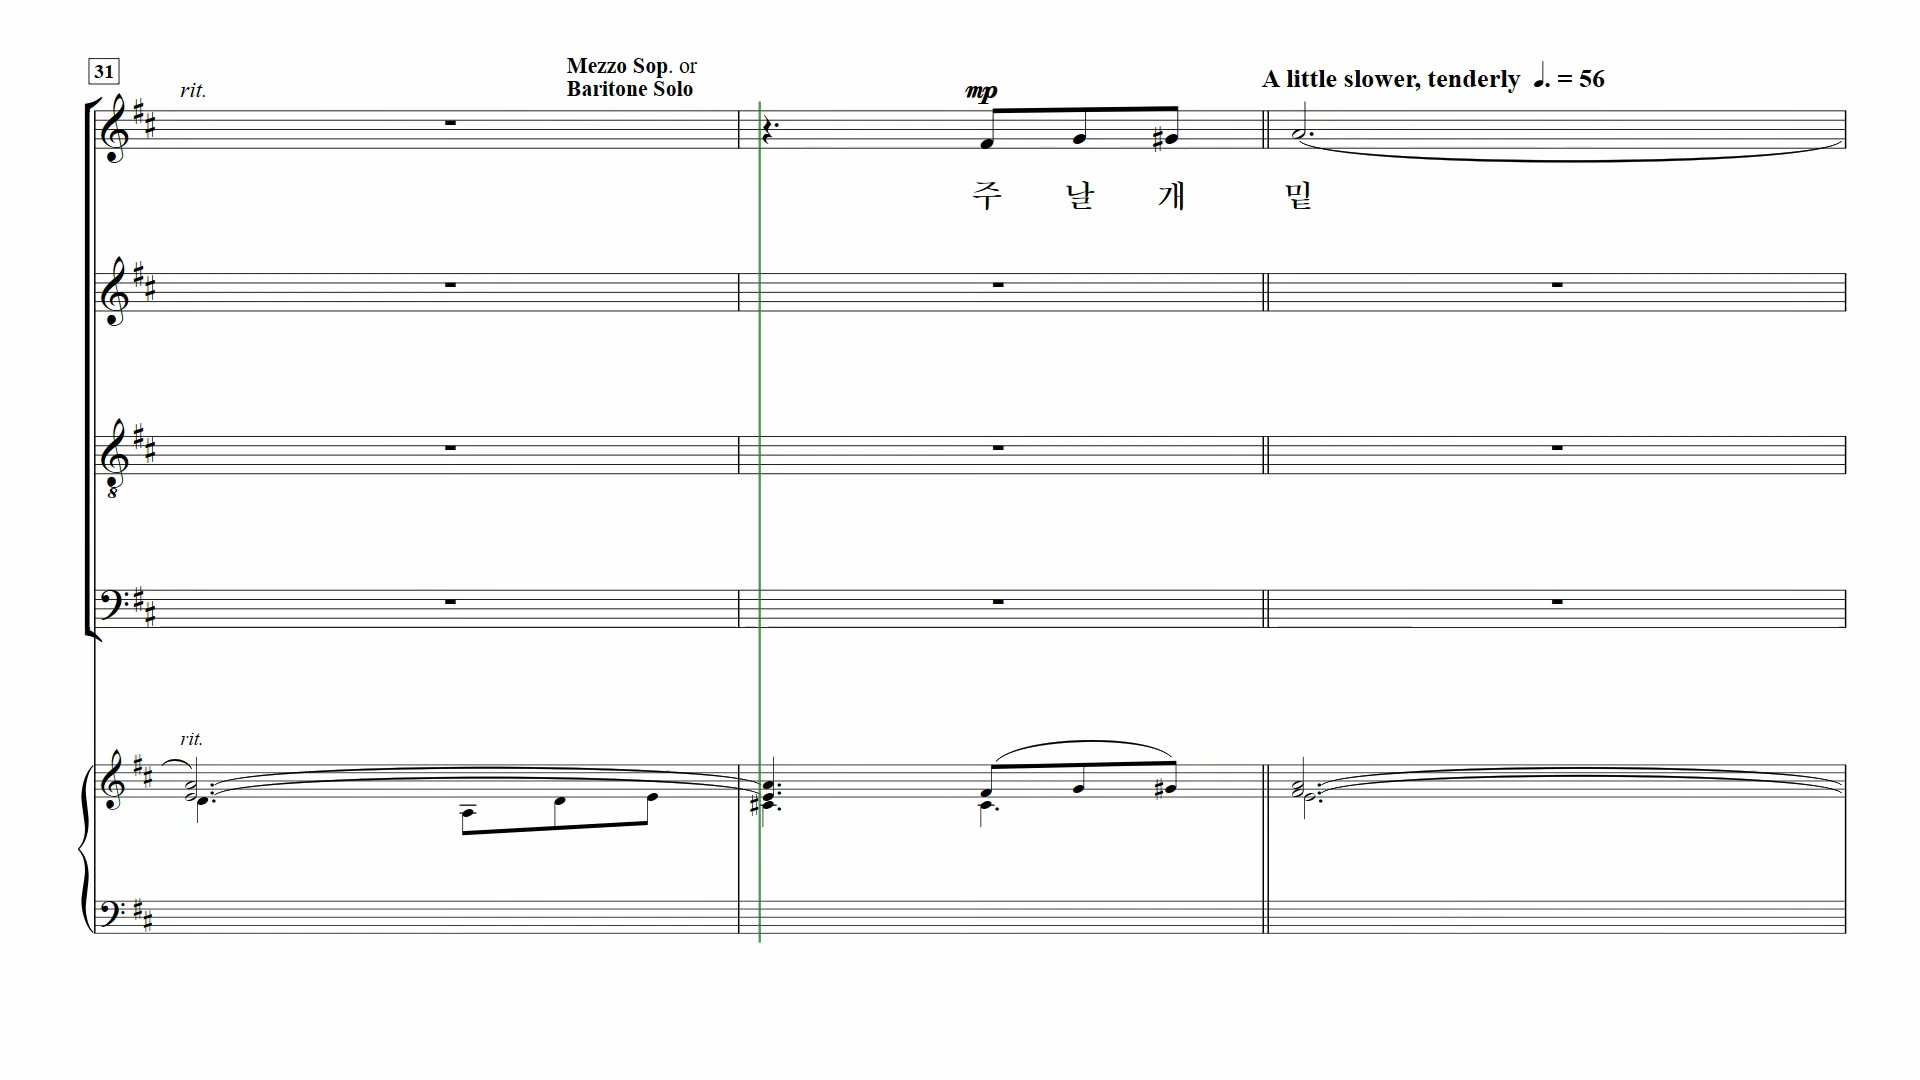 31
rit.
Mezzo Sop. or
Baritone Solo
mp
A little slower, tenderly ♩. = 56
주 날 개 밑
8
rit.